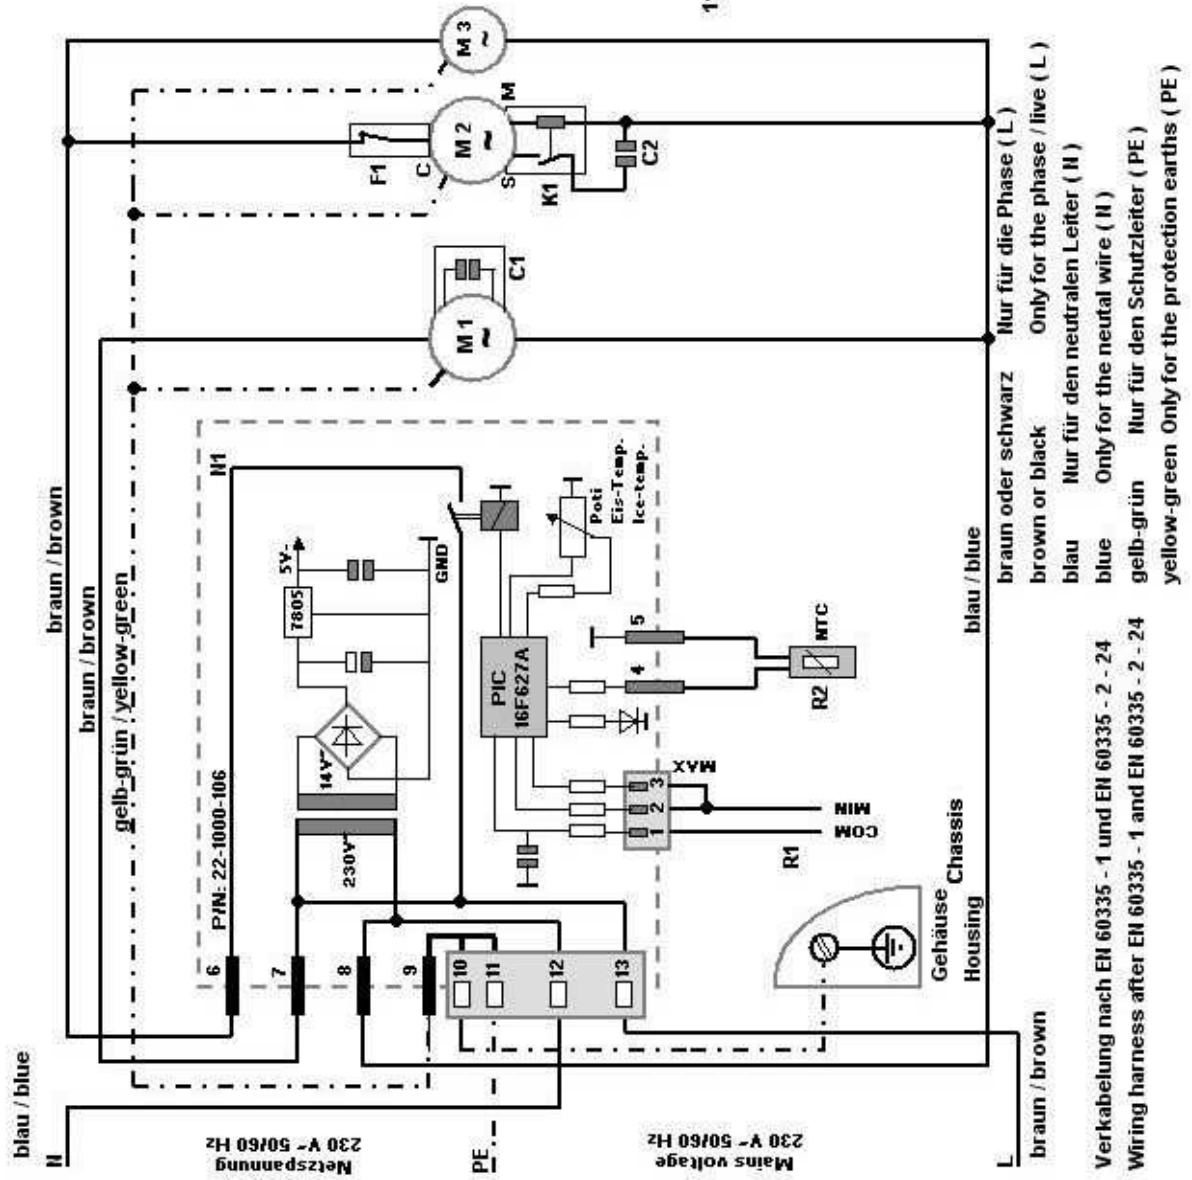 blau / blue
N
Netzspannung
230 V~ 50/60 Hz
PE
Mains voltage
230 V~ 50/60 Hz
L
braun / brown
braun / brown
braun / brown
gelb-grün / yellow-green
P/N: 22-1000-106
N1
6
7
8
9
10
11
12
13
230V~
14V~
7805
5V-
GND
PIC
16F627A
Poti
Eis-Temp.
Ice-temp.
1
2
3
4
5
MAX
MIN
COM
R1
R2
NTC
Gehäuse
Housing
Chassis
blau / blue
M 1
~
C1
F1
C
M 2
~
S
M
K1
C2
M 3
~
braun oder schwarz Nur für die Phase ( L )
brown or black Only for the phase / live ( L )
blau Nur für den neutralen Leiter ( N )
blue Only for the neutal wire ( N )
gelb-grün Nur für den Schutzleiter ( PE )
yellow-green Only for the protection earths ( PE )
Verkabelung nach EN 60335 - 1 und EN 60335 - 2 - 24
Wiring harness after EN 60335 - 1 and EN 60335 - 2 - 24